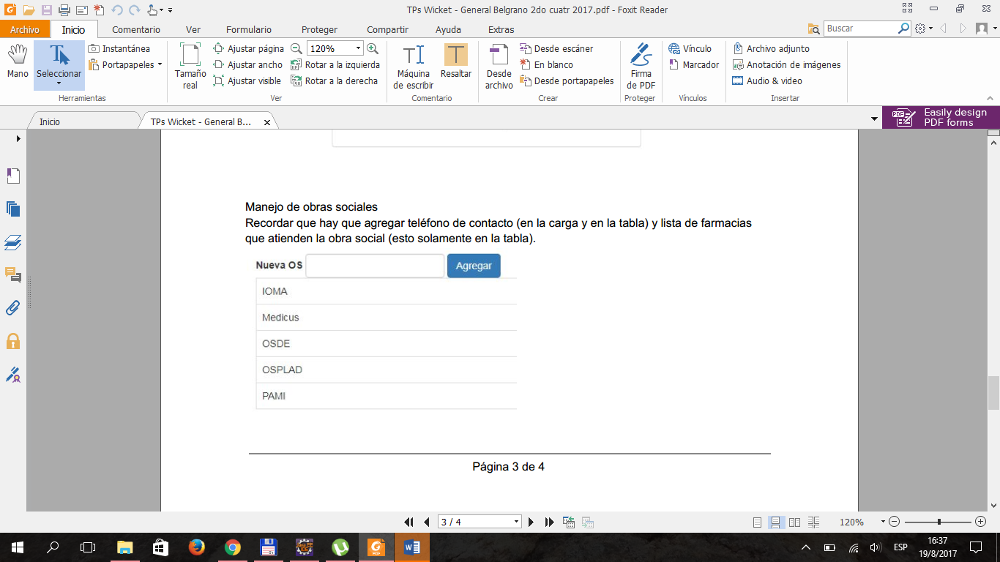 TPs Wicket - General Belgrano 2do cuatr 2017.pdf - Foxit Reader
Archivo Inicio Comentario Ver Formulario Proteger Compartir Ayuda Extras Buscar
Mano
Seleccionar
Instantánea
Portapapeles
Herramientas
Tamaño real
Ajustar página
Ajustar ancho
Ajustar visible
120%
Rotar a la izquierda
Rotar a la derecha
Ver
Máquina de escribir
Resaltar
Comentario
Desde archivo
Desde escáner
En blanco
Desde portapapeles
Crear
Firma de PDF
Proteger
Vínculo
Marcador
Vínculos
Archivo adjunto
Anotación de imágenes
Audio & video
Insertar
Inicio
TPs Wicket - General B...
PDF
Easily design
PDF forms
Manejo de obras sociales
Recordar que hay que agregar teléfono de contacto (en la carga y en la tabla) y lista de farmacias
que atienden la obra social (esto solamente en la tabla).
Nueva OS Agregar
IOMA
Medicus
OSDE
OSPLAD
PAMI
Página 3 de 4
3 / 4
120%
ESP
16:37
19/8/2017